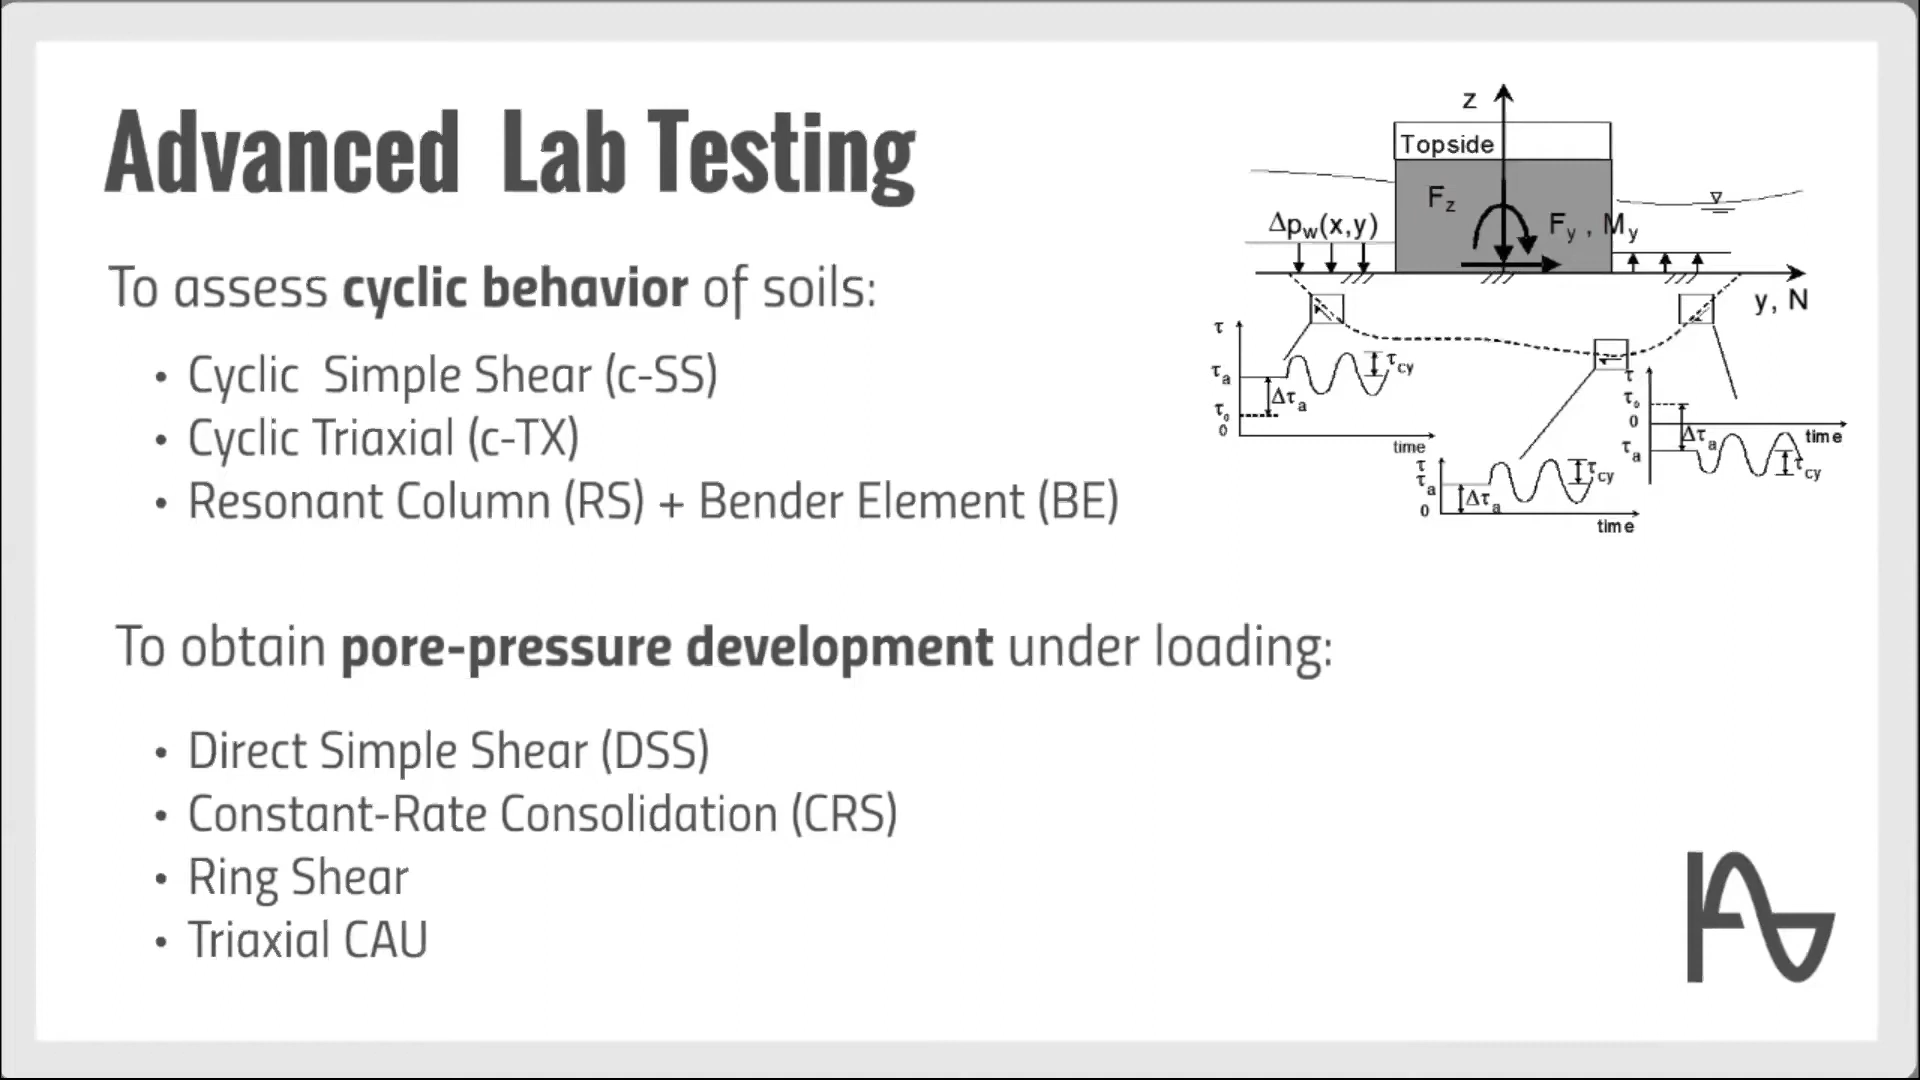 Advanced Lab Testing
To assess cyclic behavior of soils:
• Cyclic Simple Shear (c-SS)
• Cyclic Triaxial (c-TX)
• Resonant Column (RS) + Bender Element (BE)
To obtain pore-pressure development under loading:
• Direct Simple Shear (DSS)
• Constant-Rate Consolidation (CRS)
• Ring Shear
• Triaxial CAU
z
Topside
Fz
Δpw(x,y)
Fy , My
y, N
τ
τa
τo
0
Δτa
τcy
time
τ
τa
0
Δτa
τcy
time
τ
τo
0
τa
Δτa
τcy
time